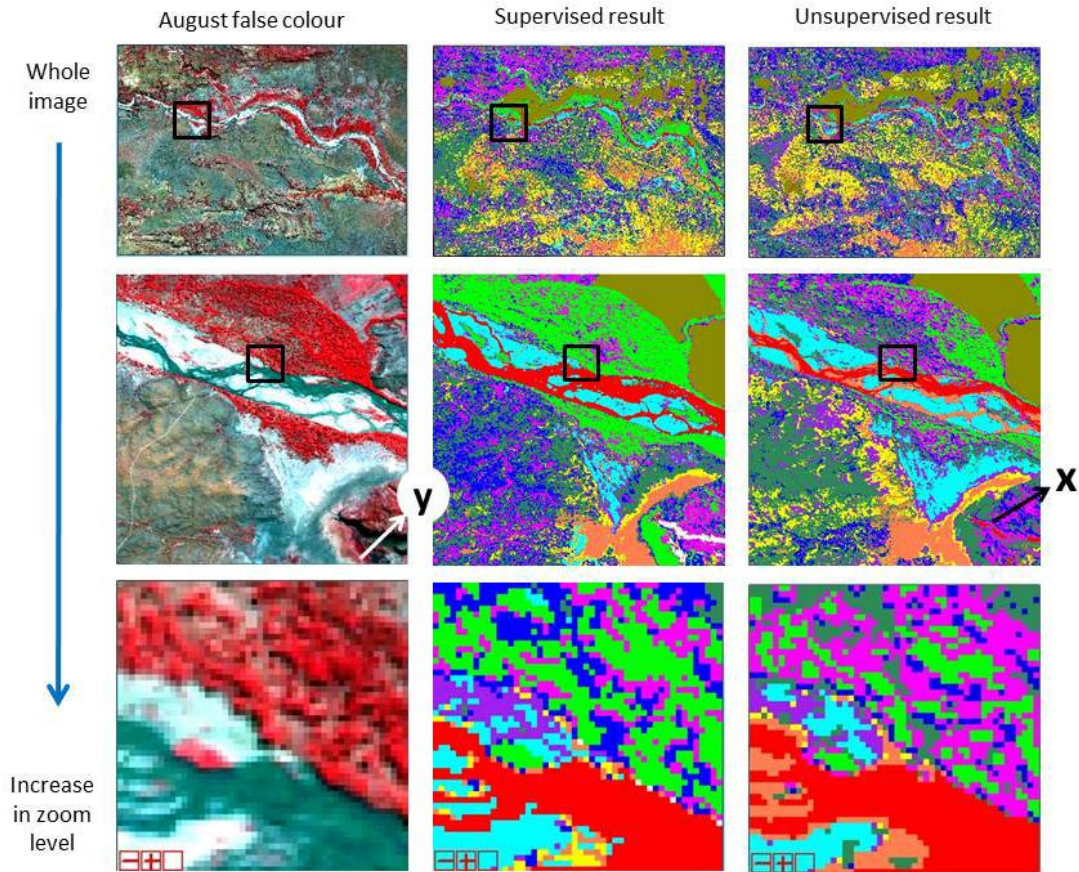 August false colour
Supervised result
Unsupervised result
Whole
image
y
x
Increase
in zoom
level